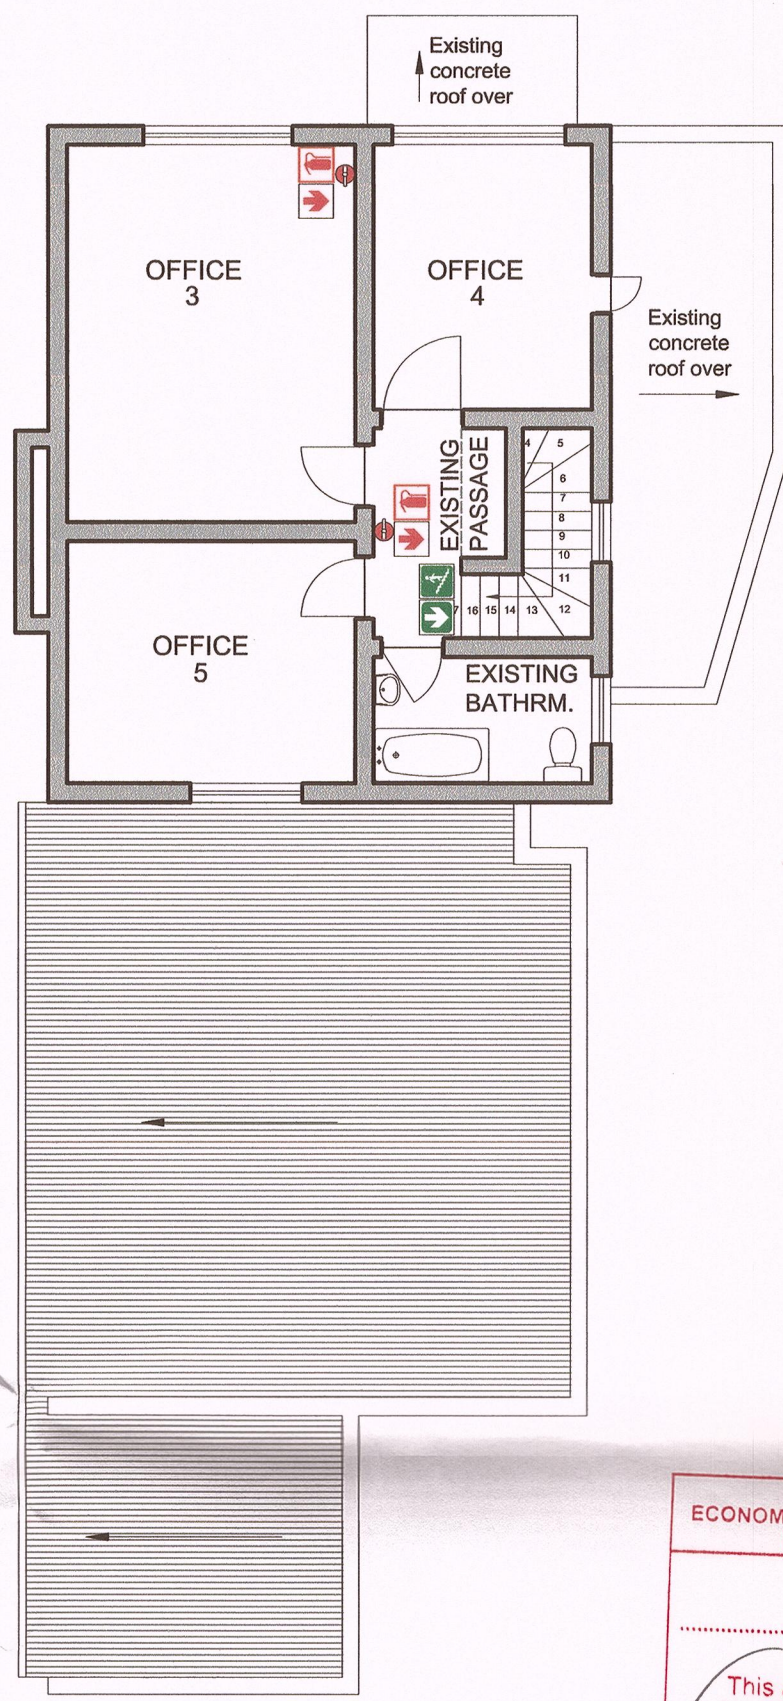 Existing
concrete
roof over
OFFICE
3
OFFICE
4
Existing
concrete
roof over
EXISTING
PASSAGE
4
5
6
7
8
9
10
11
12
13
14
15
16
7
OFFICE
5
EXISTING
BATHRM.
ECONOM
This